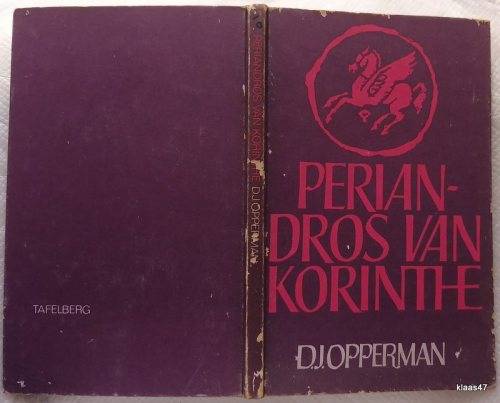 TAFELBERG
PERIANDROS VAN KORINTHE D.J. OPPERMAN
PERIAN-
DROS VAN
KORINTHE
D.J. OPPERMAN
klaas47